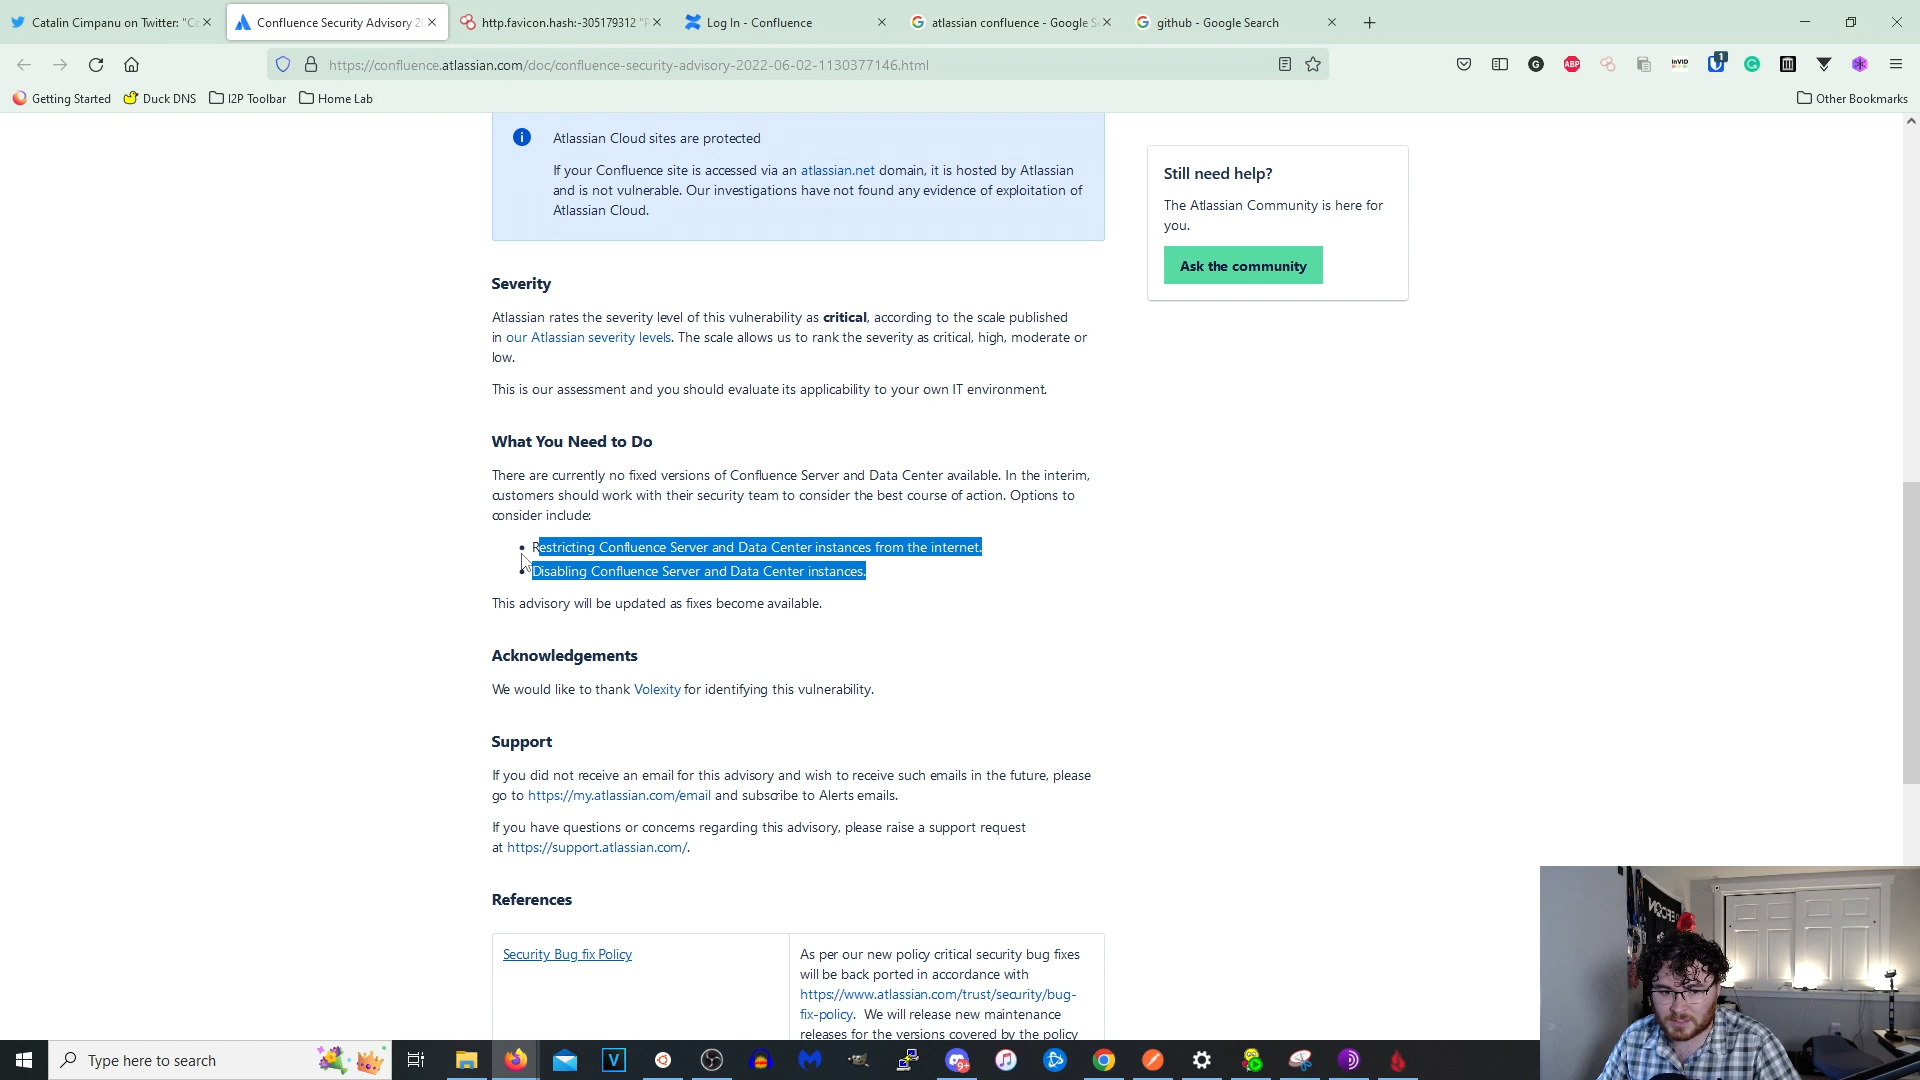 Catalin Cimpanu on Twitter: "Co
Confluence Security Advisory 20
http.favicon.hash:-305179312 "P
Log In - Confluence
atlassian confluence - Google S
github - Google Search
https://confluence.atlassian.com/doc/confluence-security-advisory-2022-06-02-1130377146.html
Getting Started
Duck DNS
I2P Toolbar
Home Lab
Other Bookmarks
Atlassian Cloud sites are protected
If your Confluence site is accessed via an atlassian.net domain, it is hosted by Atlassian
and is not vulnerable. Our investigations have not found any evidence of exploitation of
Atlassian Cloud.
Still need help?
The Atlassian Community is here for
you.
Ask the community
Severity
Atlassian rates the severity level of this vulnerability as critical, according to the scale published
in our Atlassian severity levels. The scale allows us to rank the severity as critical, high, moderate or
low.
This is our assessment and you should evaluate its applicability to your own IT environment.
What You Need to Do
There are currently no fixed versions of Confluence Server and Data Center available. In the interim,
customers should work with their security team to consider the best course of action. Options to
consider include:
• Restricting Confluence Server and Data Center instances from the internet.
• Disabling Confluence Server and Data Center instances.
This advisory will be updated as fixes become available.
Acknowledgements
We would like to thank Volexity for identifying this vulnerability.
Support
If you did not receive an email for this advisory and wish to receive such emails in the future, please
go to https://my.atlassian.com/email and subscribe to Alerts emails.
If you have questions or concerns regarding this advisory, please raise a support request
at https://support.atlassian.com/.
References
Security Bug fix Policy
As per our new policy critical security bug fixes
will be back ported in accordance with
https://www.atlassian.com/trust/security/bug-
fix-policy. We will release new maintenance
releases for the versions covered by the policy
Type here to search